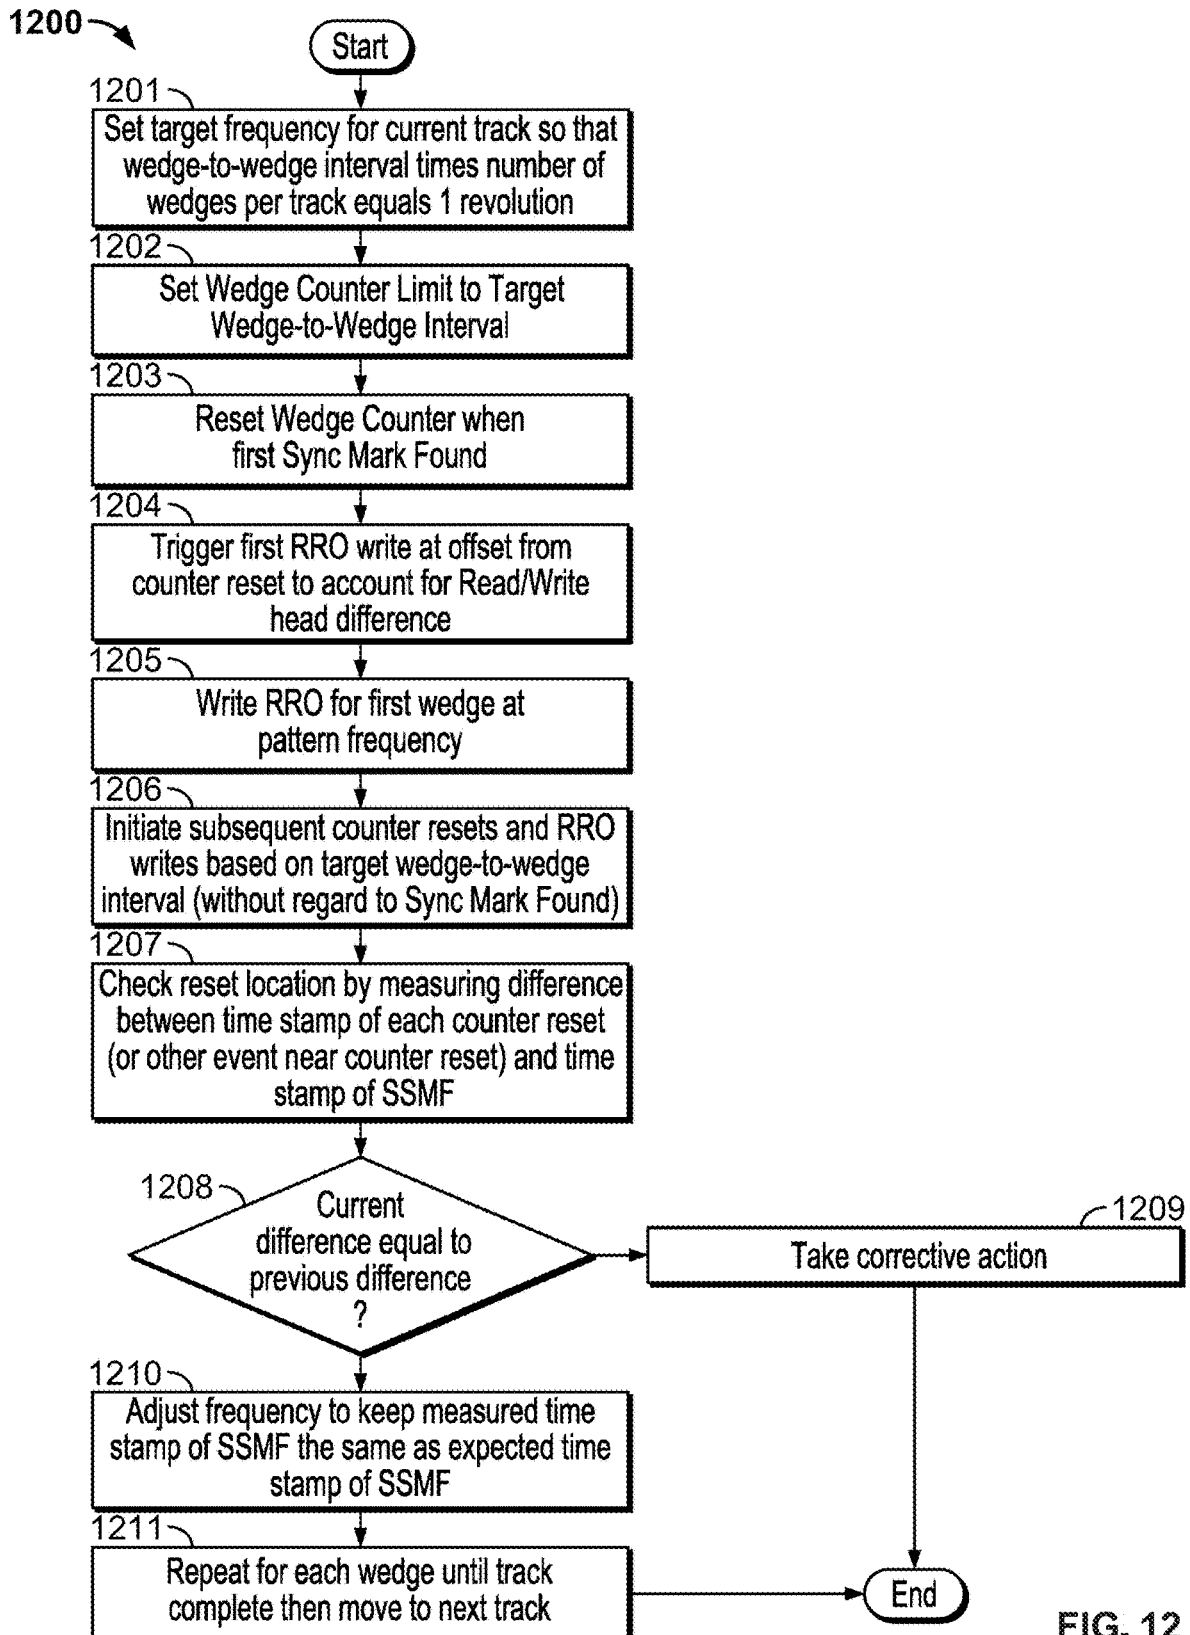 1200
Start
1201
Set target frequency for current track so that
wedge-to-wedge interval times number of
wedges per track equals 1 revolution
1202
Set Wedge Counter Limit to Target
Wedge-to-Wedge Interval
1203
Reset Wedge Counter when
first Sync Mark Found
1204
Trigger first RRO write at offset from
counter reset to account for Read/Write
head difference
1205
Write RRO for first wedge at
pattern frequency
1206
Initiate subsequent counter resets and RRO
writes based on target wedge-to-wedge
interval (without regard to Sync Mark Found)
1207
Check reset location by measuring difference
between time stamp of each counter reset
(or other event near counter reset) and time
stamp of SSMF
1208
Current
difference equal to
previous difference
?
1209
Take corrective action
1210
Adjust frequency to keep measured time
stamp of SSMF the same as expected time
stamp of SSMF
1211
Repeat for each wedge until track
complete then move to next track
End
FIG. 12